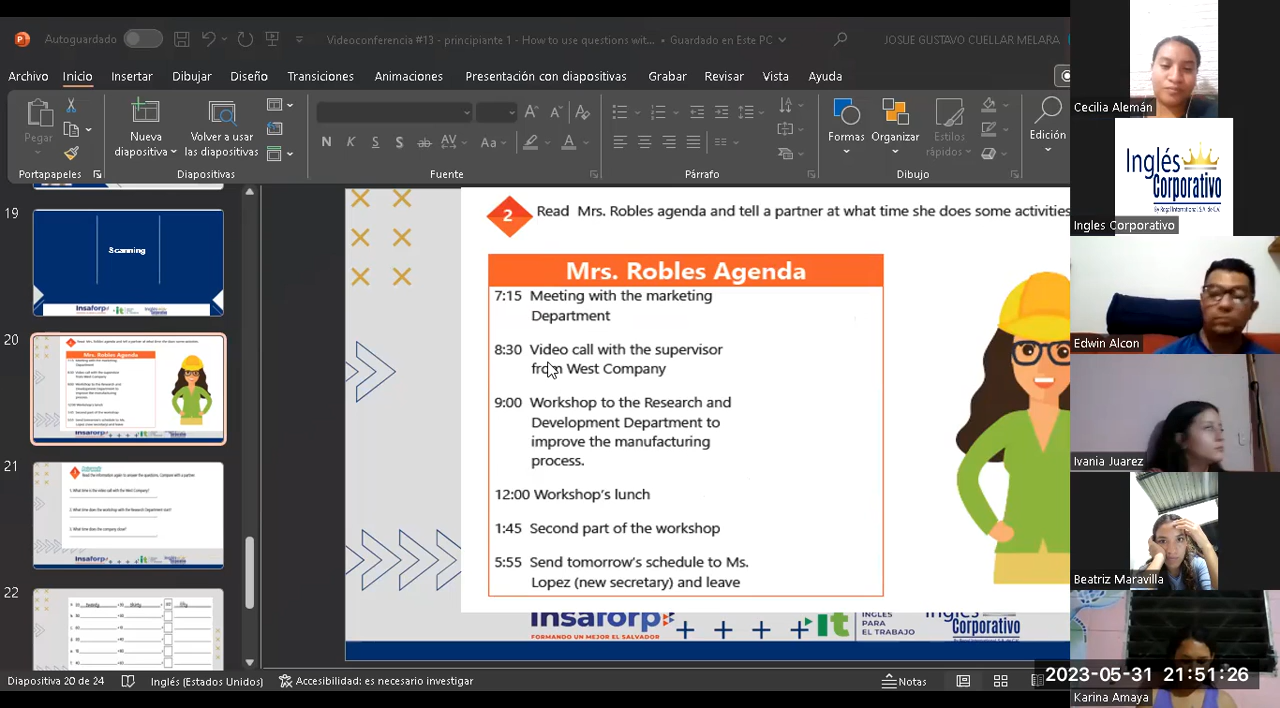 Autoguardado
Videoconferencia #13 - principiante 1 - How to use questions wit... • Guardado en Este PC
JOSUE GUSTAVO CUELLAR MELARA
Archivo Inicio Insertar Dibujar Diseño Transiciones Animaciones Presentación con diapositivas Grabar Revisar Vista Ayuda
Pegar
Nueva
diapositiva
Volver a usar
las diapositivas
N K S S ab Aa A
Formas
Organizar
Estilos
rápidos
Edición
Portapapeles Diapositivas Fuente Párrafo Dibujo
19
Scanning
20
Mrs. Robles Agenda
21
22
2
Read Mrs. Robles agenda and tell a partner at what time she does some activities
Mrs. Robles Agenda
7:15 Meeting with the marketing
Department
8:30 Video call with the supervisor
from West Company
9:00 Workshop to the Research and
Development Department to
improve the manufacturing
process.
12:00 Workshop's lunch
1:45 Second part of the workshop
5:55 Send tomorrow's schedule to Ms.
Lopez (new secretary) and leave
Insaforp
FORMANDO UN MEJOR EL SALVADOR
it
INGLÉS
PARA
EL TRABAJO
Inglés
Corporativo
Diapositiva 20 de 24
Inglés (Estados Unidos)
Accesibilidad: es necesario investigar
Notas
Cecilia Alemán
Inglés
Corporativo
Ingles Corporativo
Edwin Alcon
Ivania Juarez
Beatriz Maravilla
2023-05-31 21:51:26
Karina Amaya